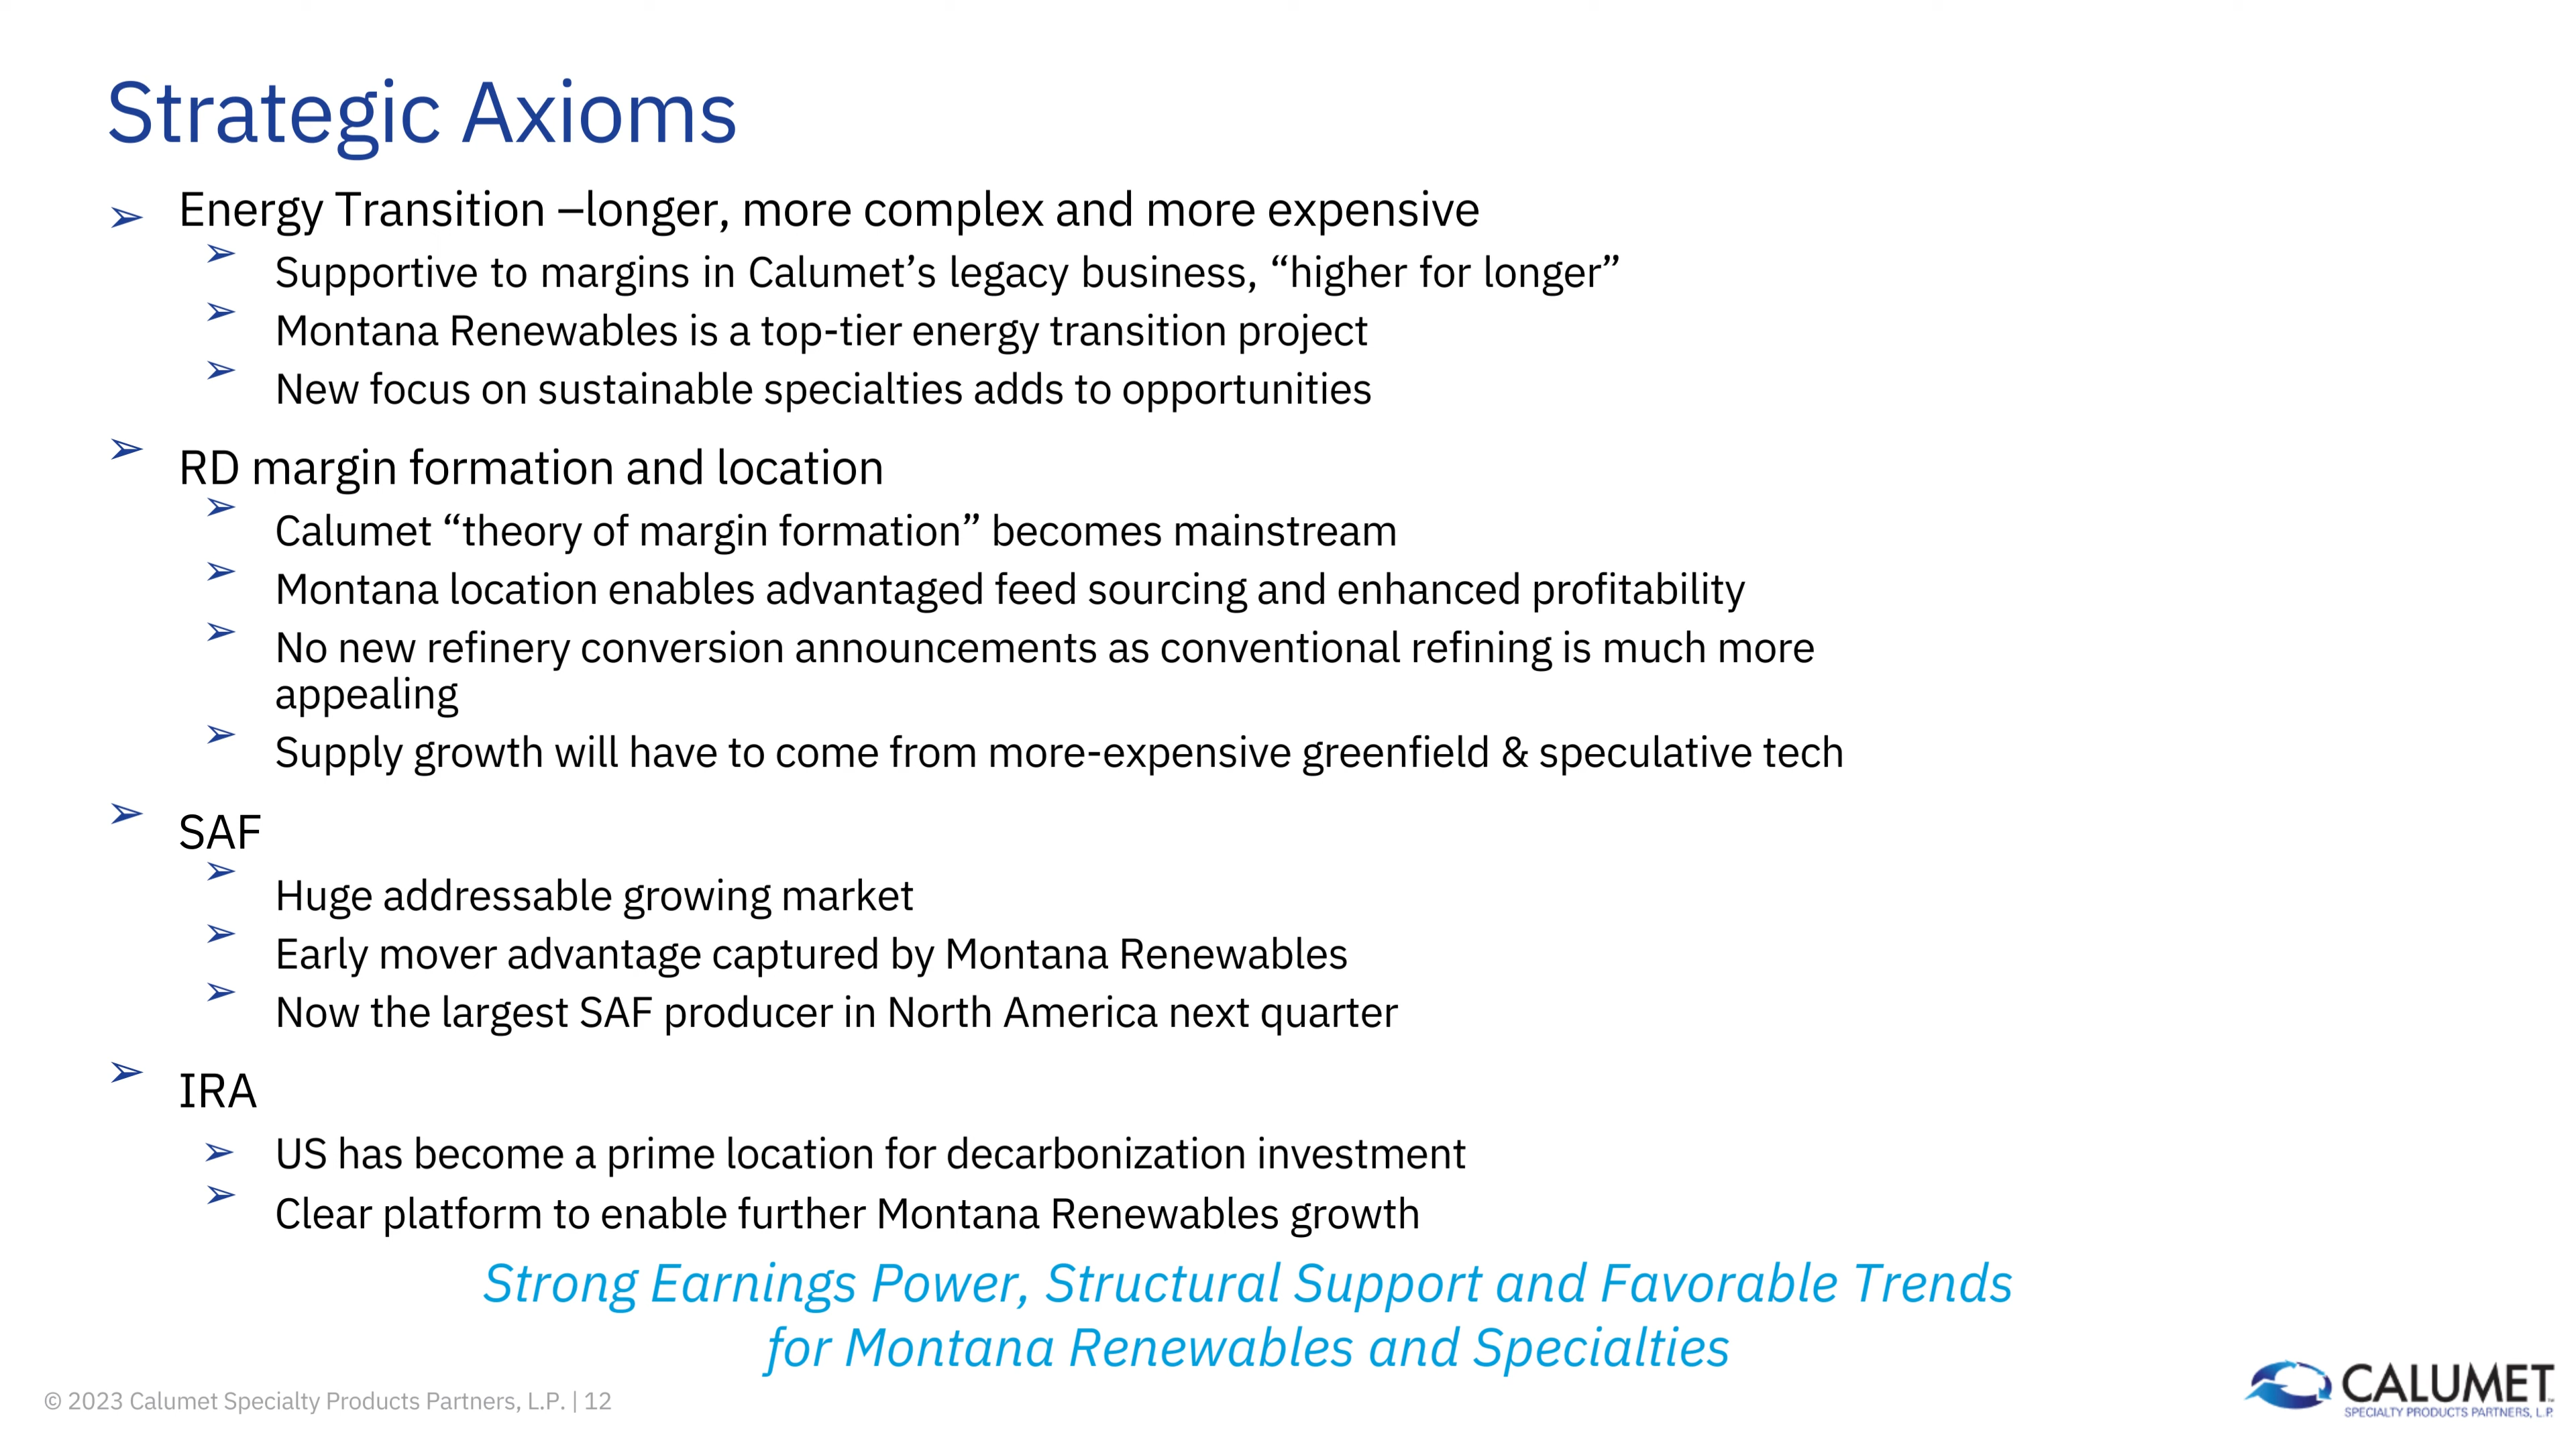 Strategic Axioms
➢ Energy Transition –longer, more complex and more expensive
➢ Supportive to margins in Calumet’s legacy business, “higher for longer”
➢ Montana Renewables is a top-tier energy transition project
➢ New focus on sustainable specialties adds to opportunities
➢ RD margin formation and location
➢ Calumet “theory of margin formation” becomes mainstream
➢ Montana location enables advantaged feed sourcing and enhanced profitability
➢ No new refinery conversion announcements as conventional refining is much more
appealing
➢ Supply growth will have to come from more-expensive greenfield & speculative tech
➢ SAF
➢ Huge addressable growing market
➢ Early mover advantage captured by Montana Renewables
➢ Now the largest SAF producer in North America next quarter
➢ IRA
➢ US has become a prime location for decarbonization investment
➢ Clear platform to enable further Montana Renewables growth
Strong Earnings Power, Structural Support and Favorable Trends
for Montana Renewables and Specialties
© 2023 Calumet Specialty Products Partners, L.P. | 12
CALUMET
SPECIALTY PRODUCTS PARTNERS, L.P.